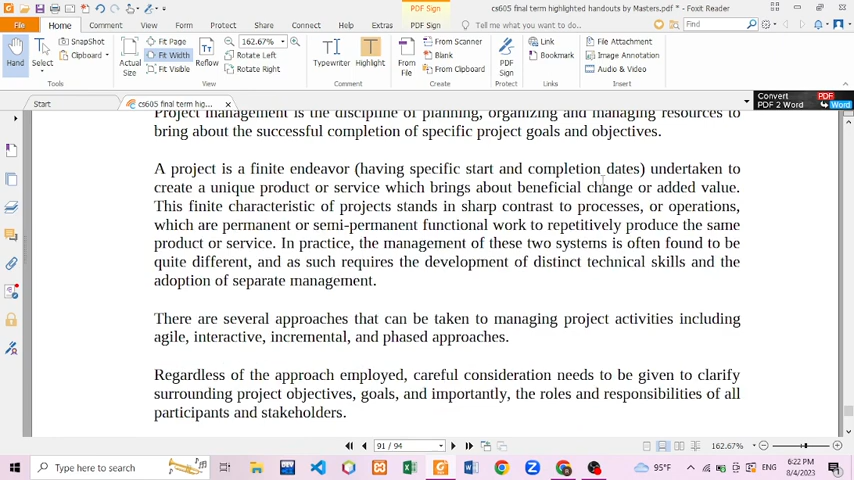 cs605 final term highlighted handouts by Masters.pdf * - Foxit Reader
PDF Sign
File Home Comment View Form Protect Share Connect Help Extras PDF Sign Tell me what you want to do... Find
Hand
Select
SnapShot
Clipboard
Tools
Actual Size
Fit Page
Fit Width
Fit Visible
Reflow
162.67%
Rotate Left
Rotate Right
View
Typewriter
Highlight
Comment
From File
From Scanner
Blank
From Clipboard
Create
PDF Sign
Protect
Link
Bookmark
Links
File Attachment
Image Annotation
Audio & Video
Insert
Start
cs605 final term hig...
Convert PDF
PDF 2 Word Word
Project management is the discipline of planning, organizing and managing resources to
bring about the successful completion of specific project goals and objectives.
A project is a finite endeavor (having specific start and completion dates) undertaken to
create a unique product or service which brings about beneficial change or added value.
This finite characteristic of projects stands in sharp contrast to processes, or operations,
which are permanent or semi-permanent functional work to repetitively produce the same
product or service. In practice, the management of these two systems is often found to be
quite different, and as such requires the development of distinct technical skills and the
adoption of separate management.
There are several approaches that can be taken to managing project activities including
agile, interactive, incremental, and phased approaches.
Regardless of the approach employed, careful consideration needs to be given to clarify
surrounding project objectives, goals, and importantly, the roles and responsibilities of all
participants and stakeholders.
91 / 94
162.67%
Type here to search
95°F
ENG
6:22 PM
8/4/2023